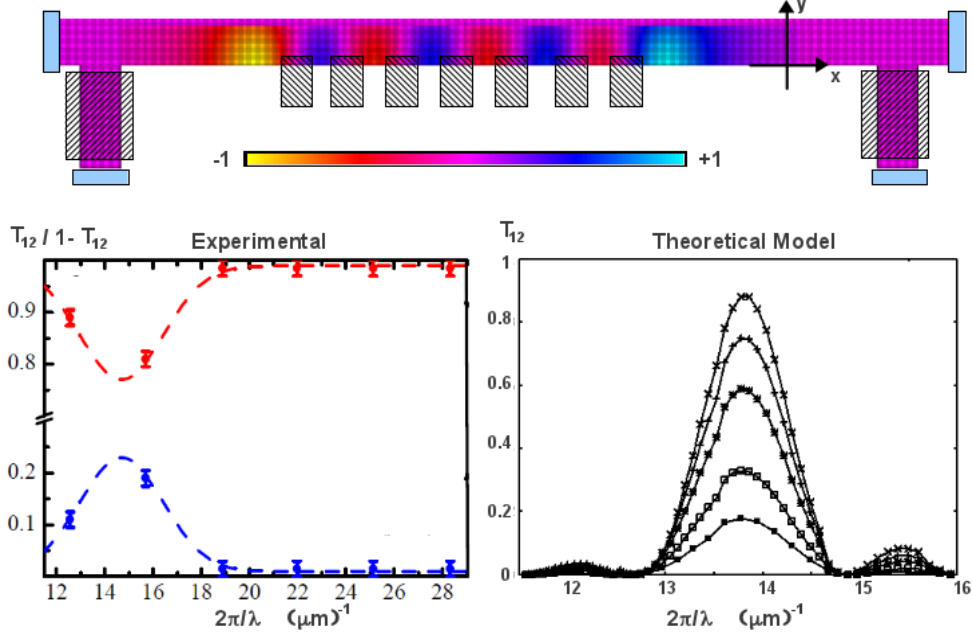 y
x
-1 +1
T12 / 1- T12 Experimental
0.9
0.8
0.2
0.1
12 14 16 18 20 22 24 26 28
2π/λ (μm)⁻¹
T12 Theoretical Model
1
0.8
0.6
0.4
0.2
0
12 13 14 15 16
2π/λ (μm)⁻¹